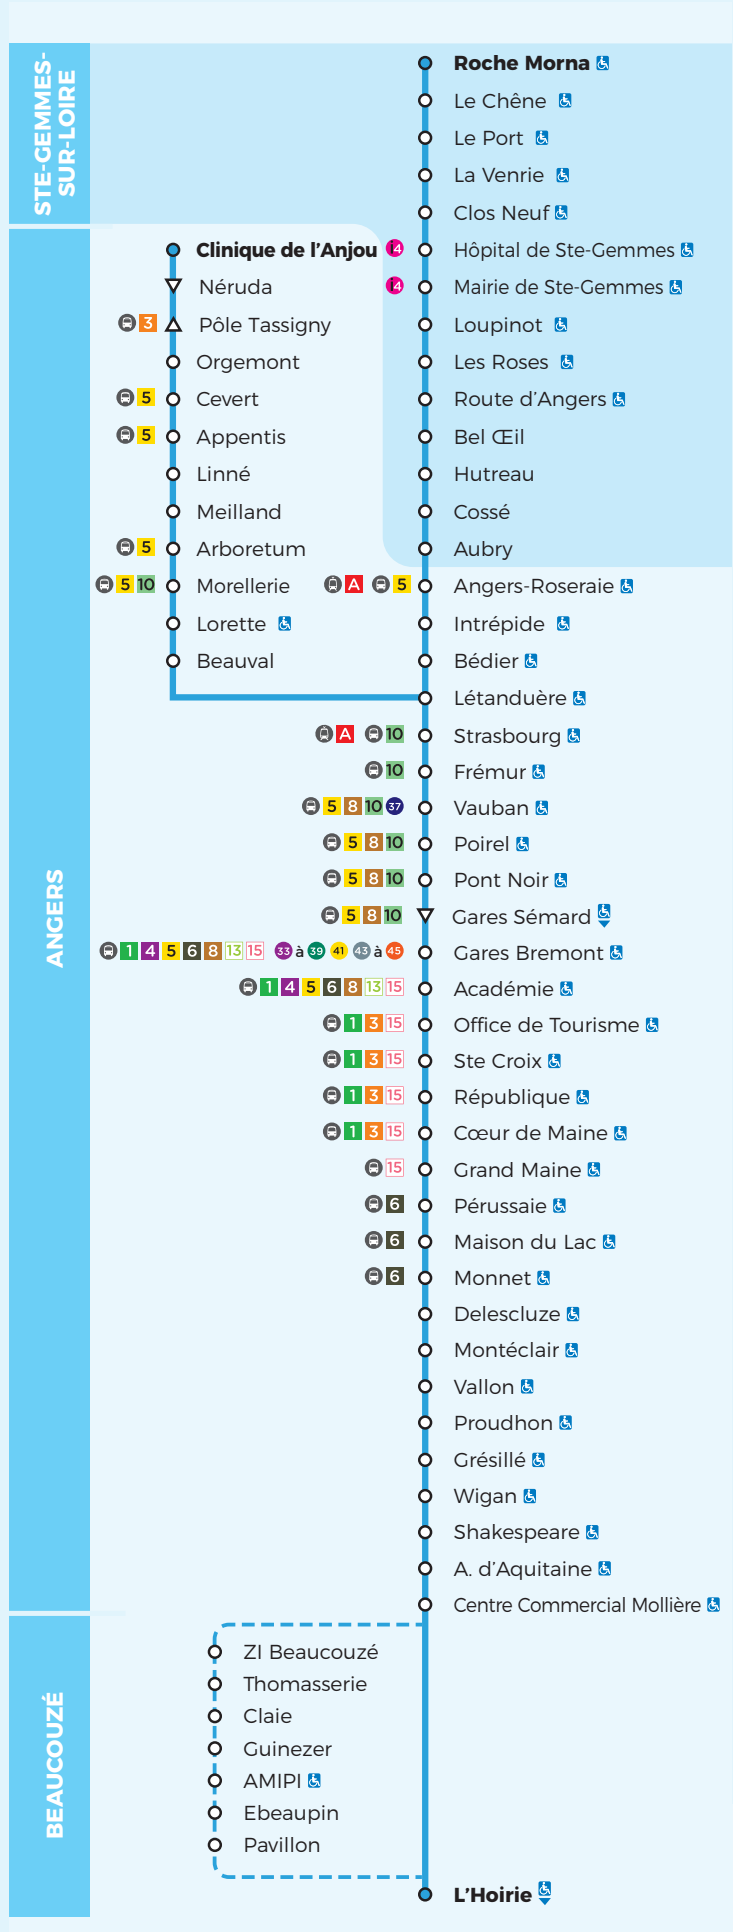 STE-GEMMES-
SUR-LOIRE
Roche Morna
Le Chêne
Le Port
La Venrie
Clos Neuf
Clinique de l'Anjou
i4 Hôpital de Ste-Gemmes
Néruda
i4 Mairie de Ste-Gemmes
3 Pôle Tassigny
Loupinot
Orgemont
Les Roses
5 Cevert
Route d'Angers
5 Appentis
Bel Œil
Linné
Hutreau
Meilland
Cossé
5 Arboretum
Aubry
5 10 Morellerie
A 5 Angers-Roseraie
Lorette
Intrépide
Beauval
Bédier
Létanduère
A 10 Strasbourg
10 Frémur
5 8 10 37 Vauban
5 8 10 Poirel
5 8 10 Pont Noir
ANGERS
5 8 10 Gares Sémard
1 4 5 6 8 13 15 33 à 39 41 43 à 45 Gares Bremont
1 4 5 6 8 13 15 Académie
1 3 15 Office de Tourisme
1 3 15 Ste Croix
1 3 15 République
1 3 15 Cœur de Maine
15 Grand Maine
6 Pérussaie
6 Maison du Lac
6 Monnet
Delescluze
Montéclair
Vallon
Proudhon
Grésillé
Wigan
Shakespeare
A. d'Aquitaine
Centre Commercial Mollière
BEAUCOUZÉ
ZI Beaucouzé
Thomasserie
Claie
Guinezer
AMIPI
Ebeaupin
Pavillon
L'Hoirie